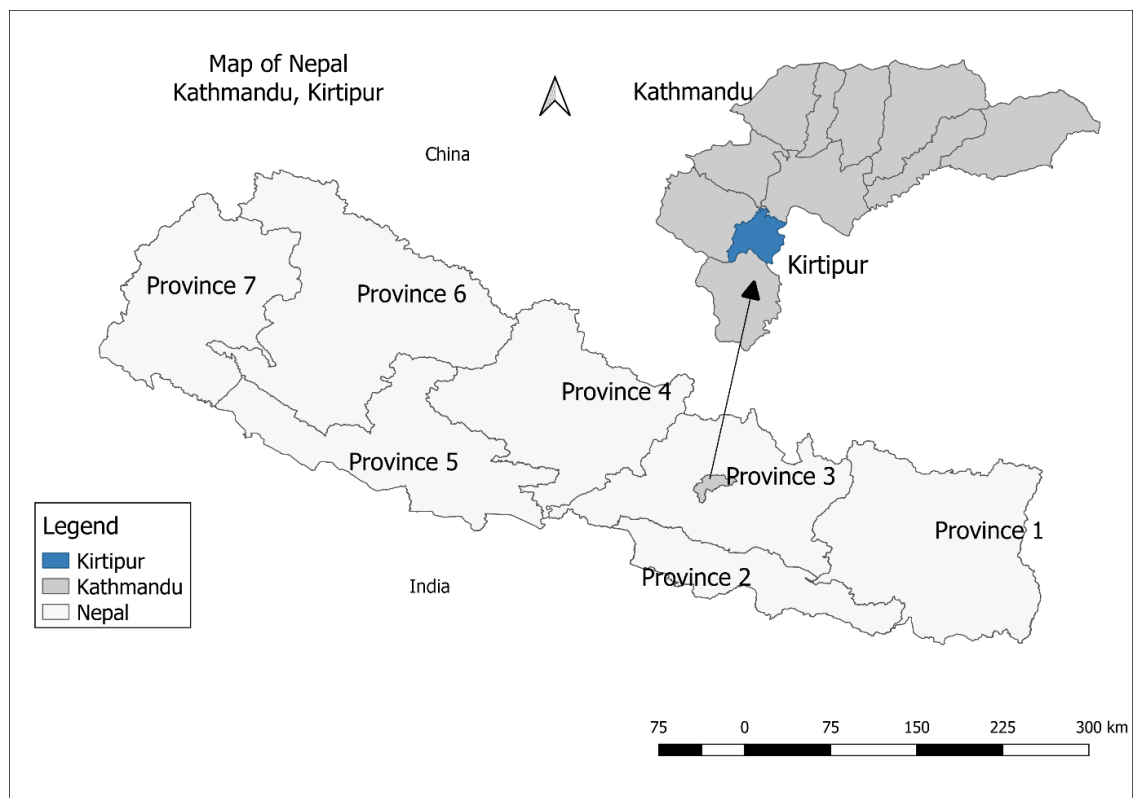 Map of Nepal
Kathmandu, Kirtipur
Kathmandu
China
Kirtipur
Province 7
Province 6
Province 4
Province 5
Province 3
Province 1
Province 2
Legend
Kirtipur
Kathmandu
Nepal
India
75 0 75 150 225 300 km